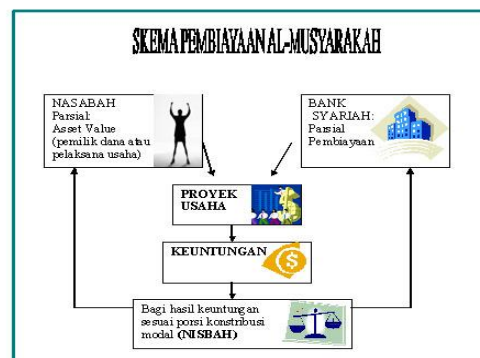 SKEMA PEMBIAYAAN AL-MUSYARAKAH
NASABAH
Parsial:
Asset Value
(pemilik dana atau
pelaksana usaha)
BANK
SYARIAH:
Parsial
Pembiayaan
PROYEK
USAHA
KEUNTUNGAN
Bagi hasil keuntungan
sesuai porsi konstribusi
modal (NISBAH)